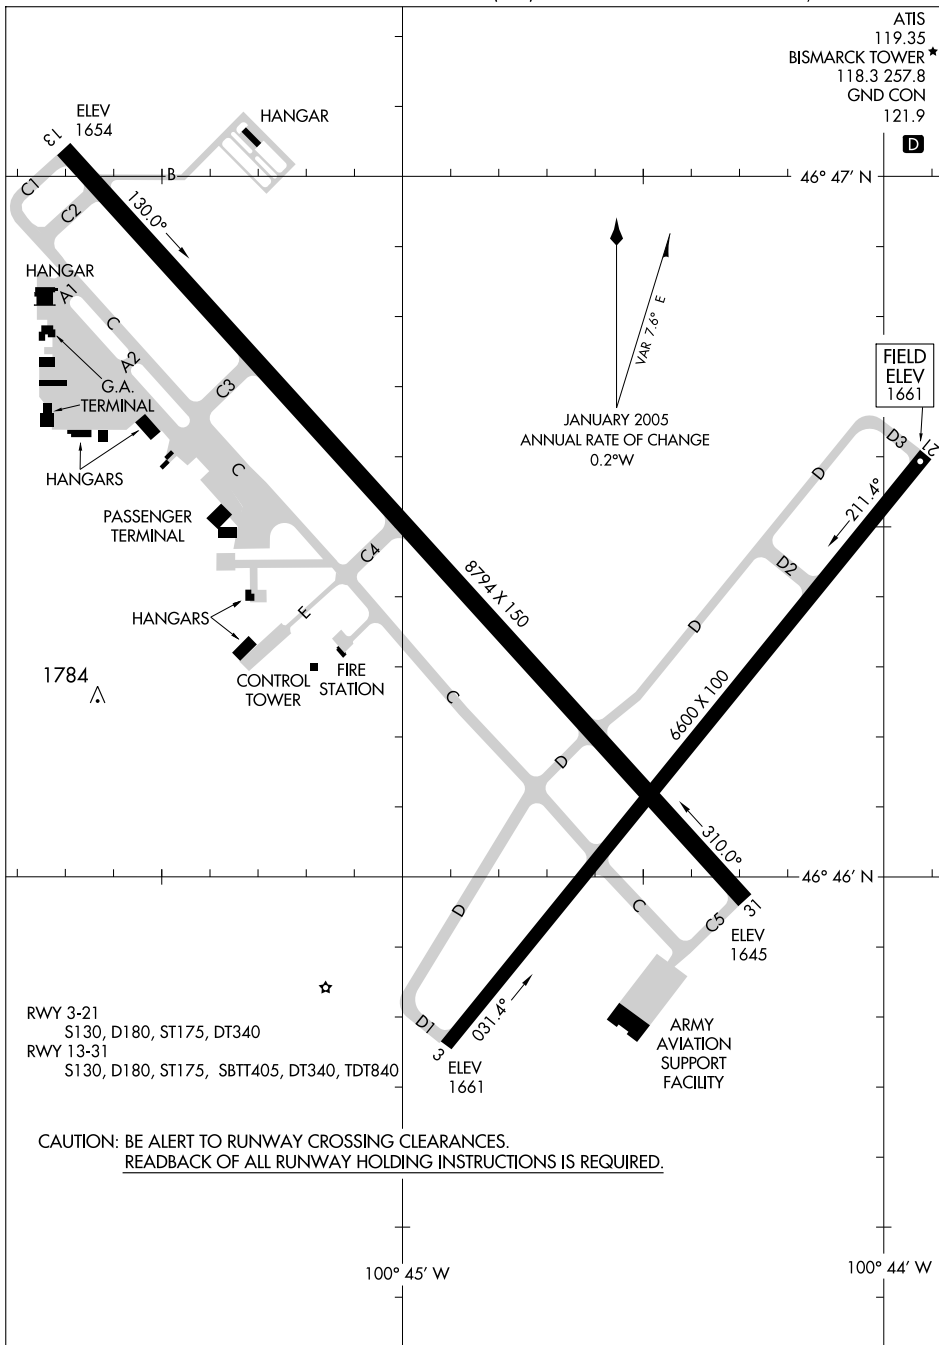 ATIS
119.35
BISMARCK TOWER
118.3 257.8
GND CON
121.9
D
ELEV
1654
HANGAR
13
B
46° 47' N
C1
C2
130.0°
HANGAR
A1
C
A2
VAR 7.6° E
G.A.
TERMINAL
C3
JANUARY 2005
ANNUAL RATE OF CHANGE
0.2°W
FIELD
ELEV
1661
D3
21
D
211.4°
HANGARS
C
PASSENGER
TERMINAL
C4
8794 X 150
D2
HANGARS
E
D
CONTROL
TOWER
FIRE
STATION
1784
C
6600 X 100
D
310.0°
46° 46' N
D
C
C5
31
ELEV
1645
RWY 3-21
S130, D180, ST175, DT340
RWY 13-31
S130, D180, ST175, SBTT405, DT340, TDT840
D1
3
031.4°
ELEV
1661
ARMY
AVIATION
SUPPORT
FACILITY
CAUTION: BE ALERT TO RUNWAY CROSSING CLEARANCES.
READBACK OF ALL RUNWAY HOLDING INSTRUCTIONS IS REQUIRED.
100° 45' W
100° 44' W